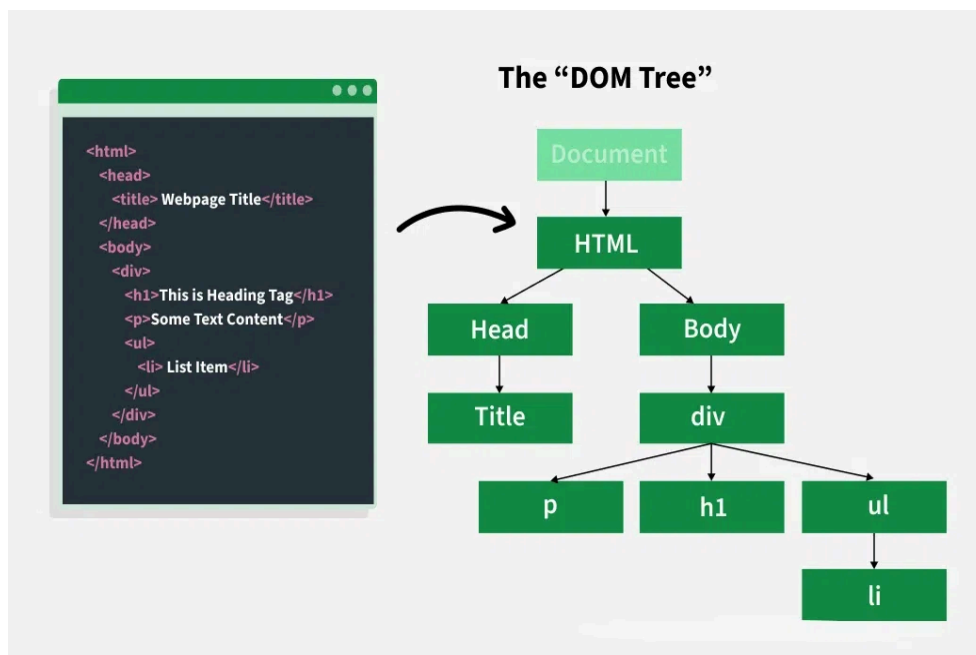 The “DOM Tree”
<html>
<head>
<title> Webpage Title</title>
</head>
<body>
<div>
<h1>This is Heading Tag</h1>
<p>Some Text Content</p>
<ul>
<li> List Item</li>
</ul>
</div>
</body>
</html>
Document
HTML
Head
Body
Title
div
p
h1
ul
li